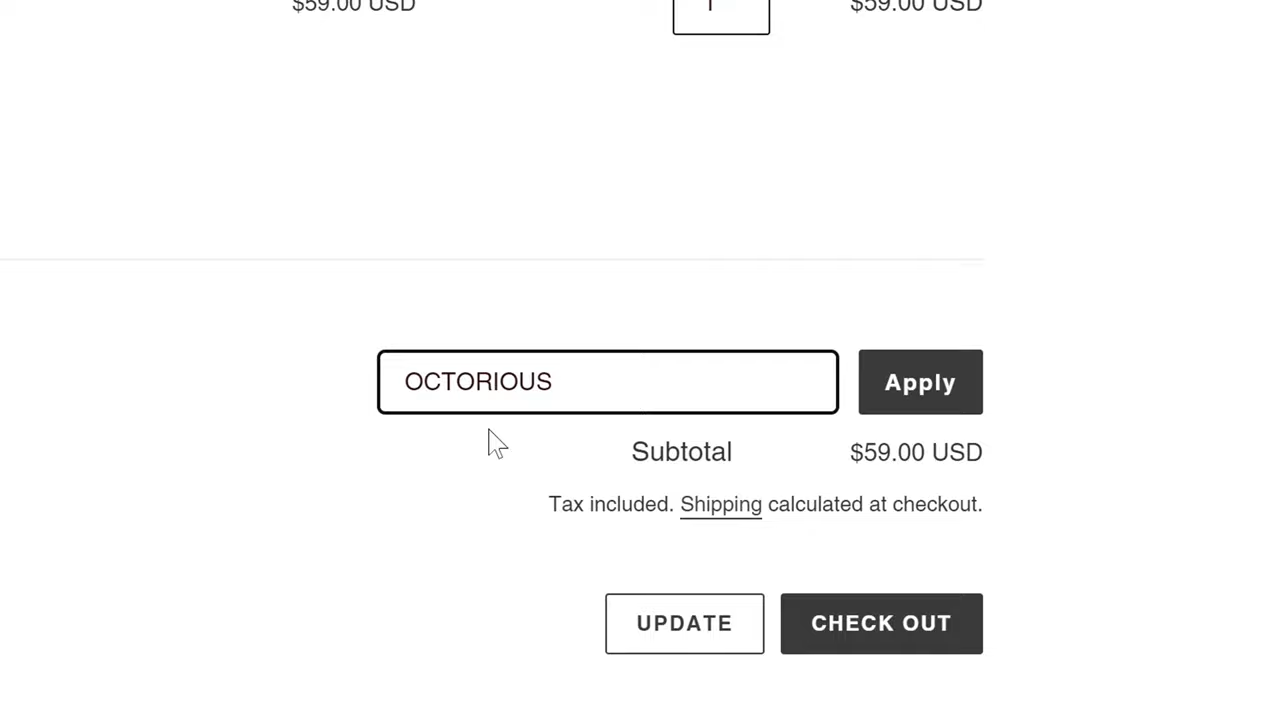 $59.00 USD 1 $59.00 USD
OCTORIOUS Apply
Subtotal $59.00 USD
Tax included. Shipping calculated at checkout.
UPDATE CHECK OUT